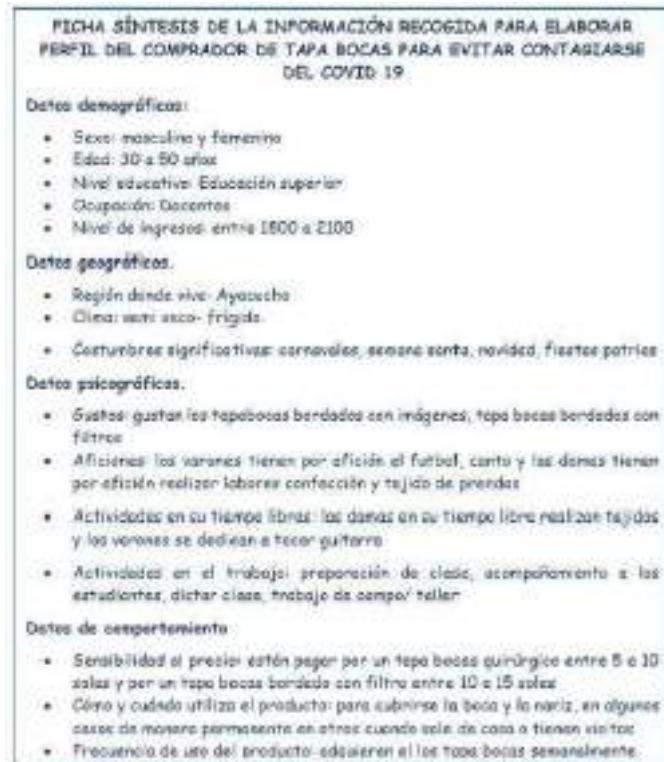 FICHA SÍNTESIS DE LA INFORMACIÓN RECOGIDA PARA ELABORAR
PERFIL DEL COMPRADOR DE TAPA BOCAS PARA EVITAR CONTAGIARSE
DEL COVID 19
Datos demográficos:
• Sexo: masculino y femenino
• Edad: 30 a 50 años
• Nivel educativo: Educación superior
• Ocupación: Docentes
• Nivel de ingresos: entre 1800 a 2100
Datos geográficos.
• Región donde vive: Ayacucho
• Clima: semi seco- frígido
• Costumbres significativas: carnavales, semana santa, navidad, fiestas patrias
Datos psicográficos.
• Gustos: gustan los tapabocas bordados con imágenes, tapa bocas bordados con
filtros
• Aficiones: los varones tienen por afición el futbol, canto y las damas tienen
por afición realizar labores confección y tejido de prendas
• Actividades en su tiempo libres: las damas en su tiempo libre realizan tejidos
y los varones se dedican a tocar guitarra
• Actividades en el trabajo: preparación de clase, acompañamiento a los
estudiantes, dictar clase, trabajo de campo/ taller
Datos de comportamiento
• Sensibilidad al precio: están pagar por un tapa bocas quirúrgico entre 5 a 10
soles y por un tapa bocas bordado con filtro entre 10 a 15 soles
• Cómo y cuándo utiliza el producto: para cubrirse la boca y la nariz, en algunos
casos de manera permanente en otros cuando sale de casa o tienen visitas
• Frecuencia de uso del producto: adquieren el los tapa bocas semanalmente.